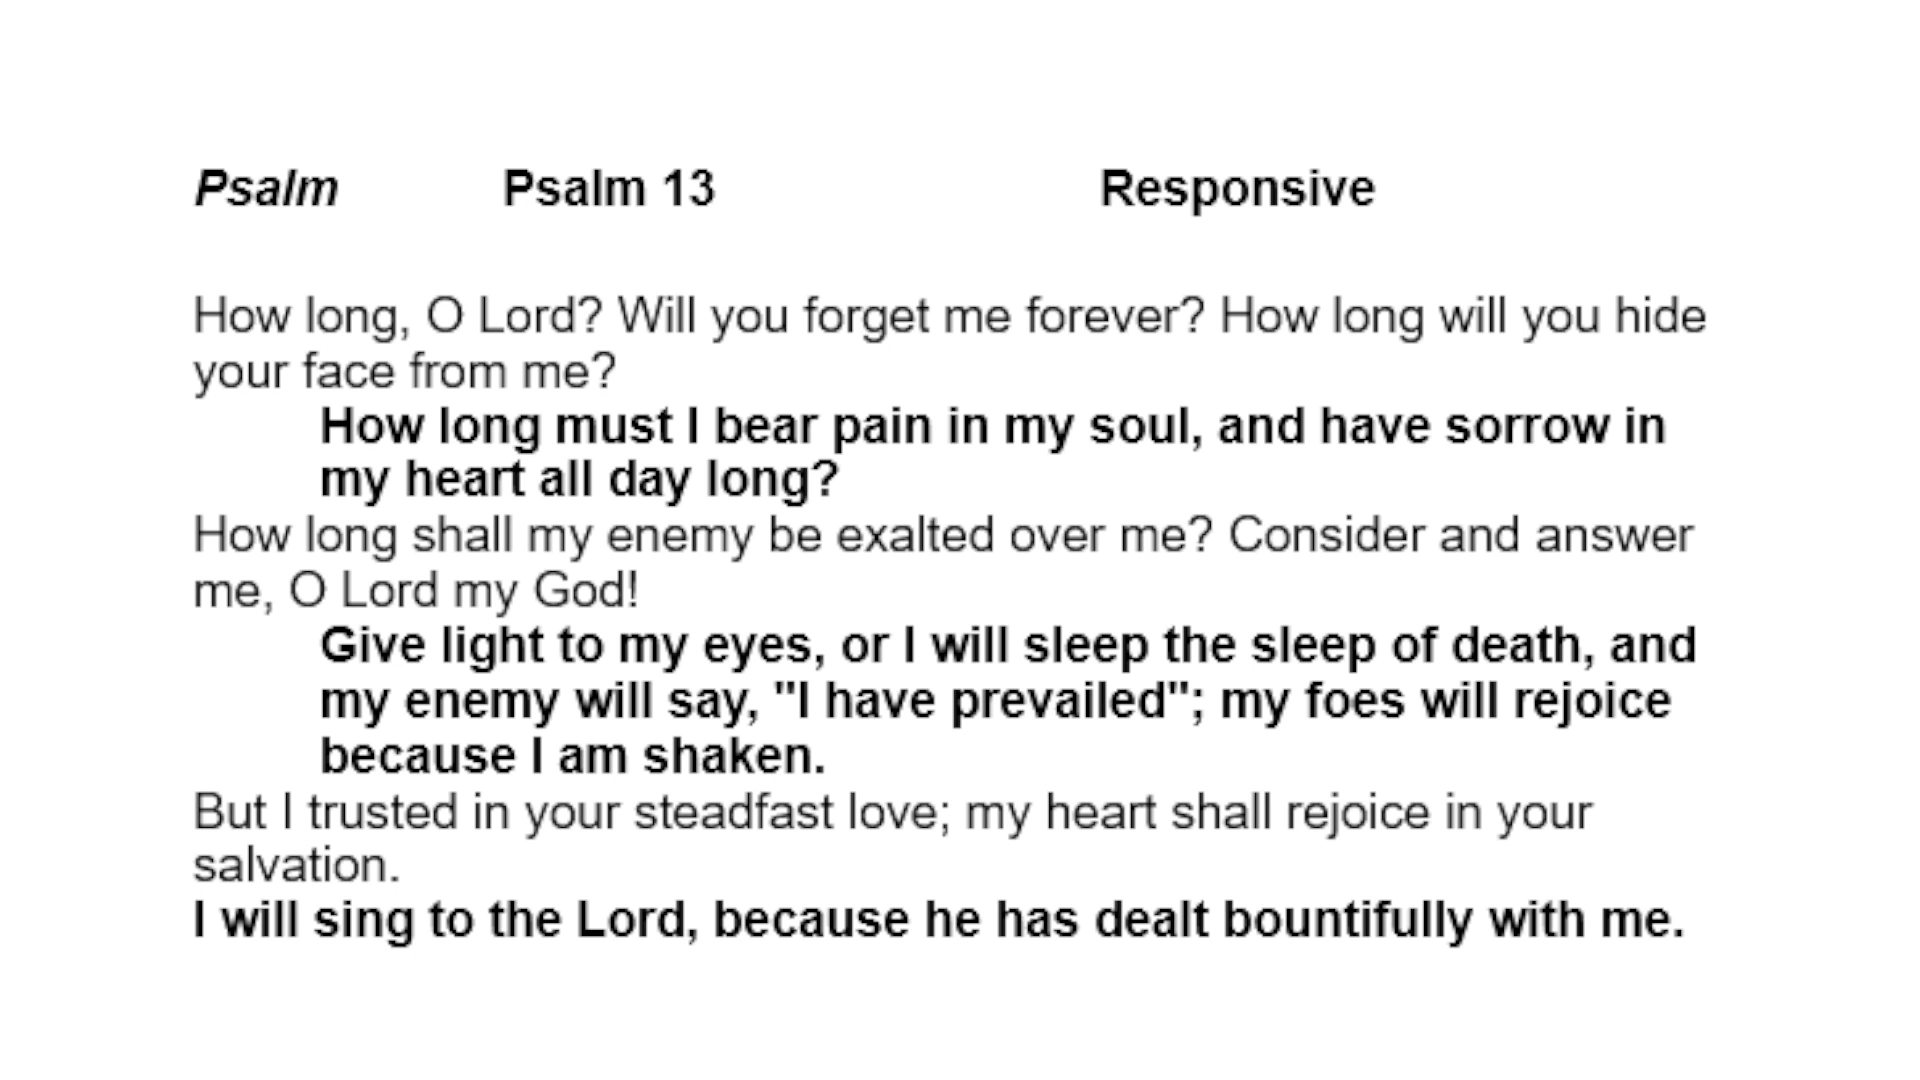 Psalm Psalm 13 Responsive
How long, O Lord? Will you forget me forever? How long will you hide
your face from me?
How long must I bear pain in my soul, and have sorrow in
my heart all day long?
How long shall my enemy be exalted over me? Consider and answer
me, O Lord my God!
Give light to my eyes, or I will sleep the sleep of death, and
my enemy will say, "I have prevailed"; my foes will rejoice
because I am shaken.
But I trusted in your steadfast love; my heart shall rejoice in your
salvation.
I will sing to the Lord, because he has dealt bountifully with me.